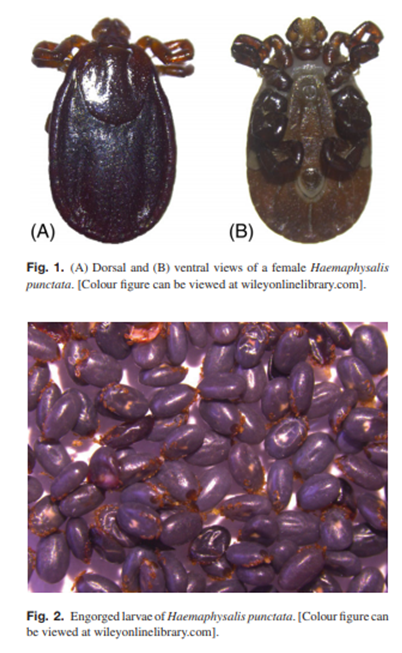 (A)
(B)
Fig. 1. (A) Dorsal and (B) ventral views of a female Haemaphysalis
punctata. [Colour figure can be viewed at wileyonlinelibrary.com].
Fig. 2. Engorged larvae of Haemaphysalis punctata. [Colour figure can
be viewed at wileyonlinelibrary.com].